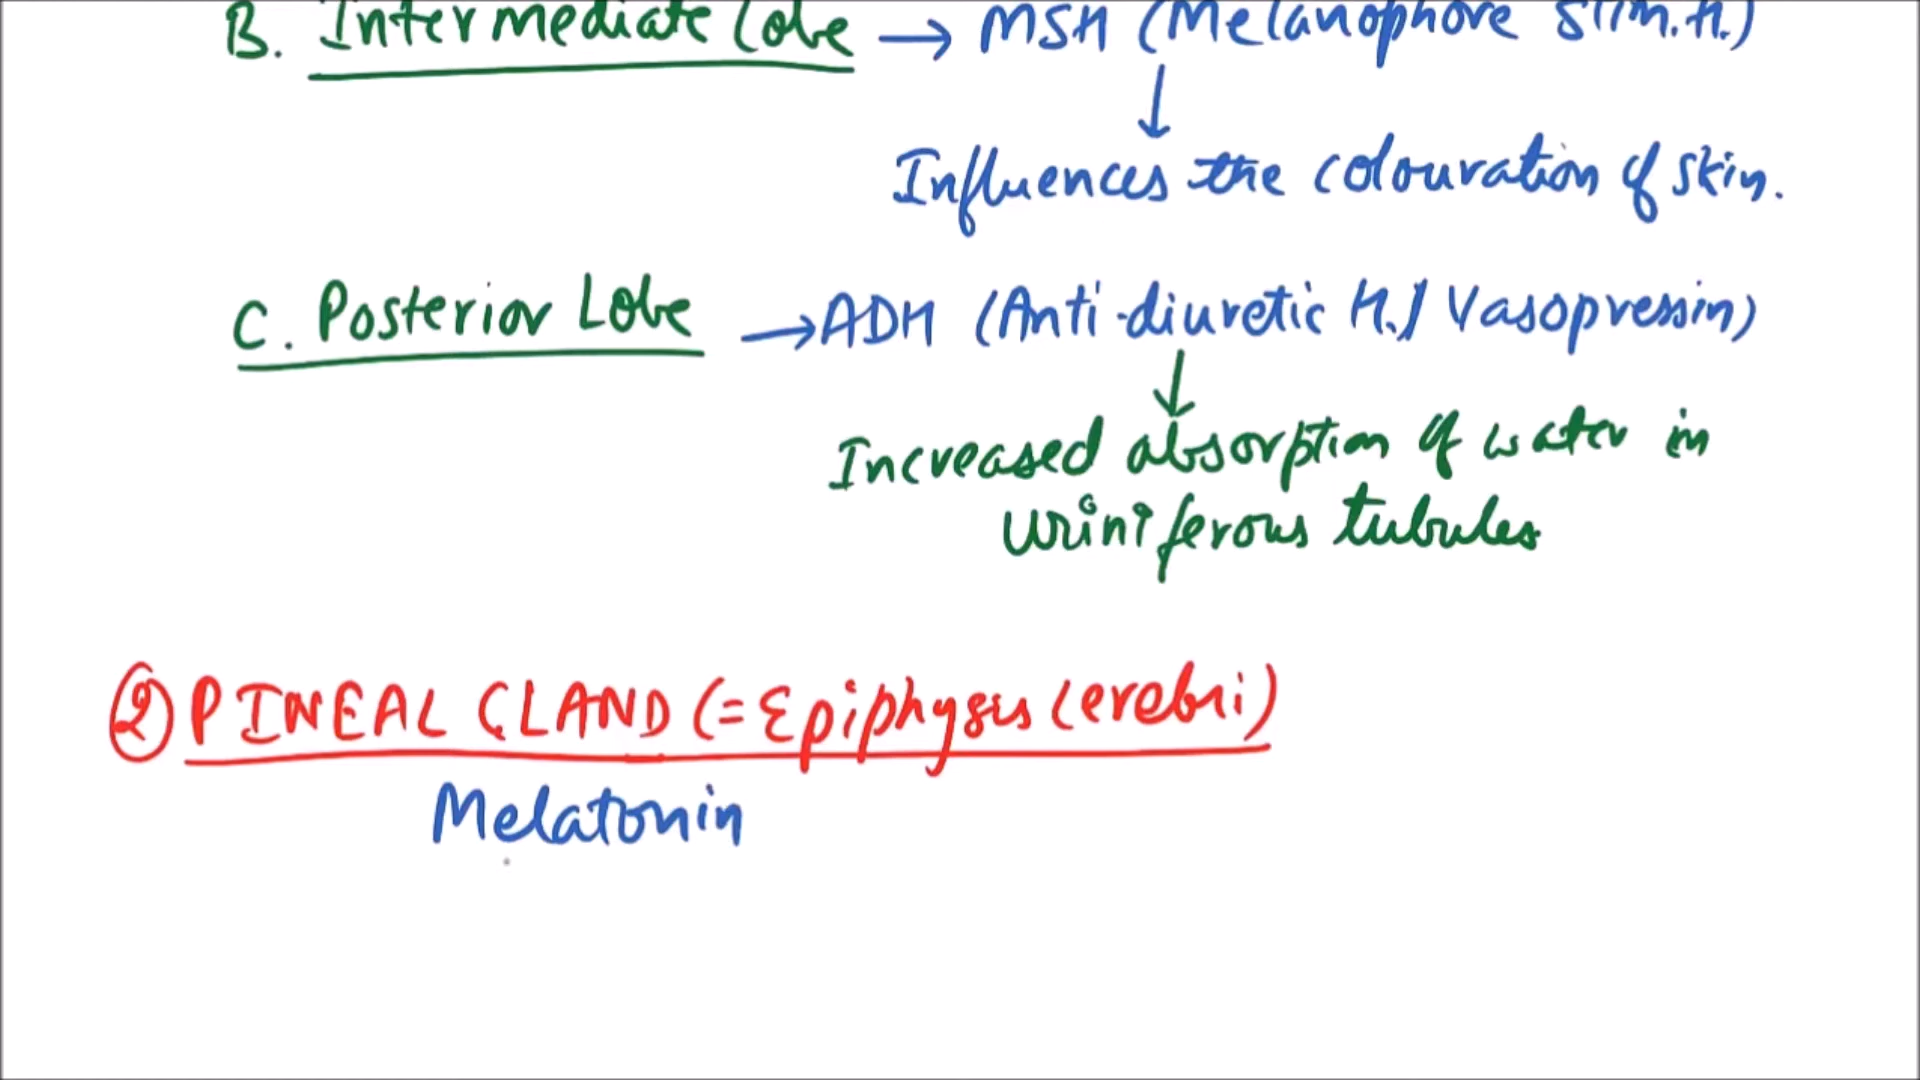 B. Intermediate Lobe → MSH (Melanophore Stim. H.)
↓
Influences the colouration of skin.
C. Posterior Lobe → ADH (Anti-diuretic H./ Vasopressin)
↓
Increased absorption of water in
uriniferous tubules
② PINEAL GLAND (= Epiphysis Cerebri)
Melatonin